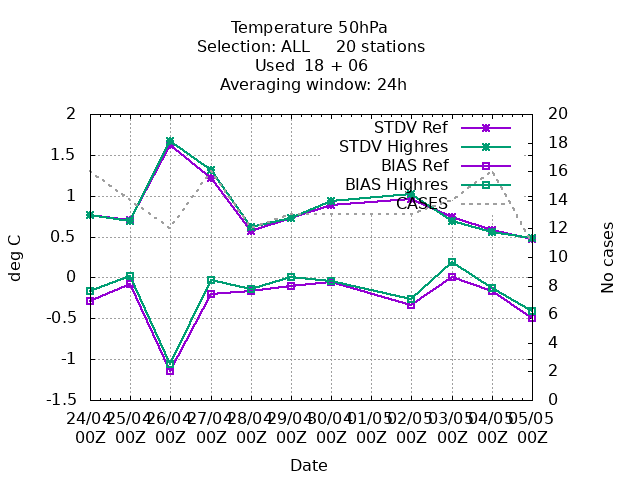 Temperature 50hPa
Selection: ALL     20 stations
Used  18 + 06
Averaging window: 24h
STDV Ref
STDV Highres
BIAS Ref
BIAS Highres
CASES
2
1.5
1
0.5
0
-0.5
-1
-1.5
20
18
16
14
12
10
8
6
4
2
0
deg C
No cases
24/04 25/04 26/04 27/04 28/04 29/04 30/04 01/05 02/05 03/05 04/05 05/05
00Z 00Z 00Z 00Z 00Z 00Z 00Z 00Z 00Z 00Z 00Z 00Z
Date